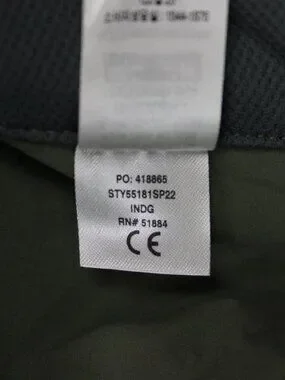 PO: 418865
STY55181SP22
INDG
RN# 51884
CE